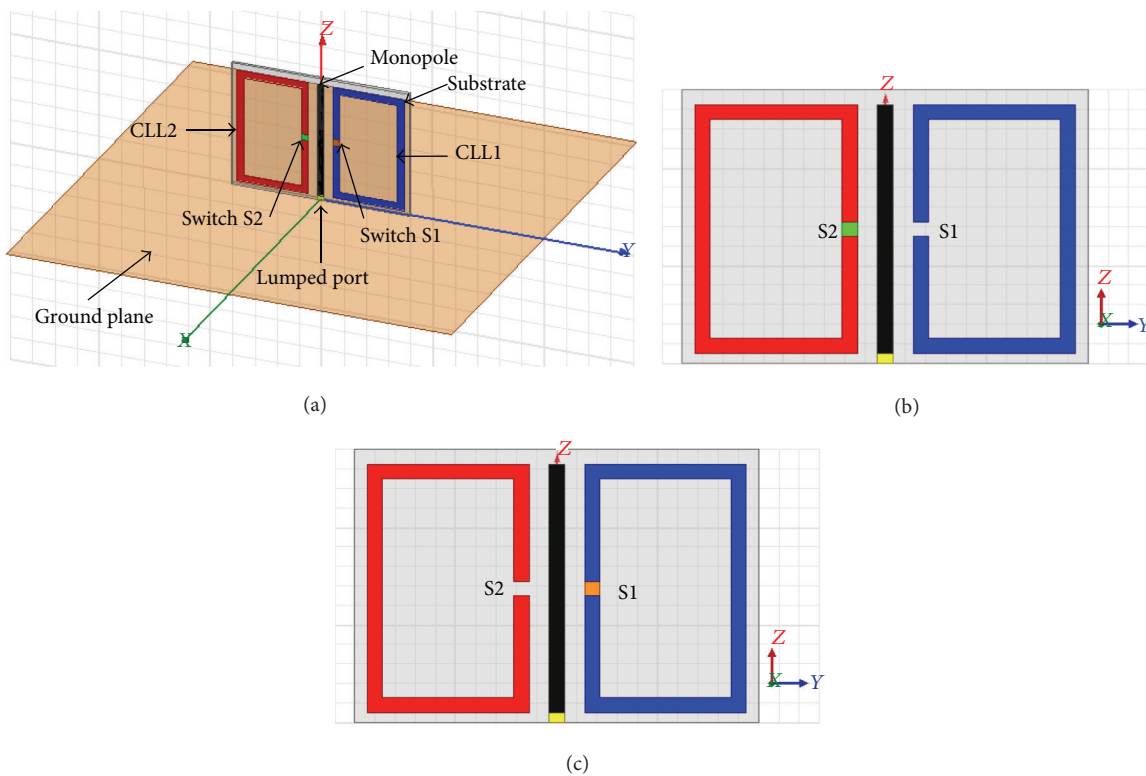 Z
Monopole
Substrate
CLL2
CLL1
Switch S2
Switch S1
Y
Lumped port
Ground plane
X
(a)
Z
S2
S1
Z
X
Y
(b)
Z
S2
S1
Z
X
Y
(c)